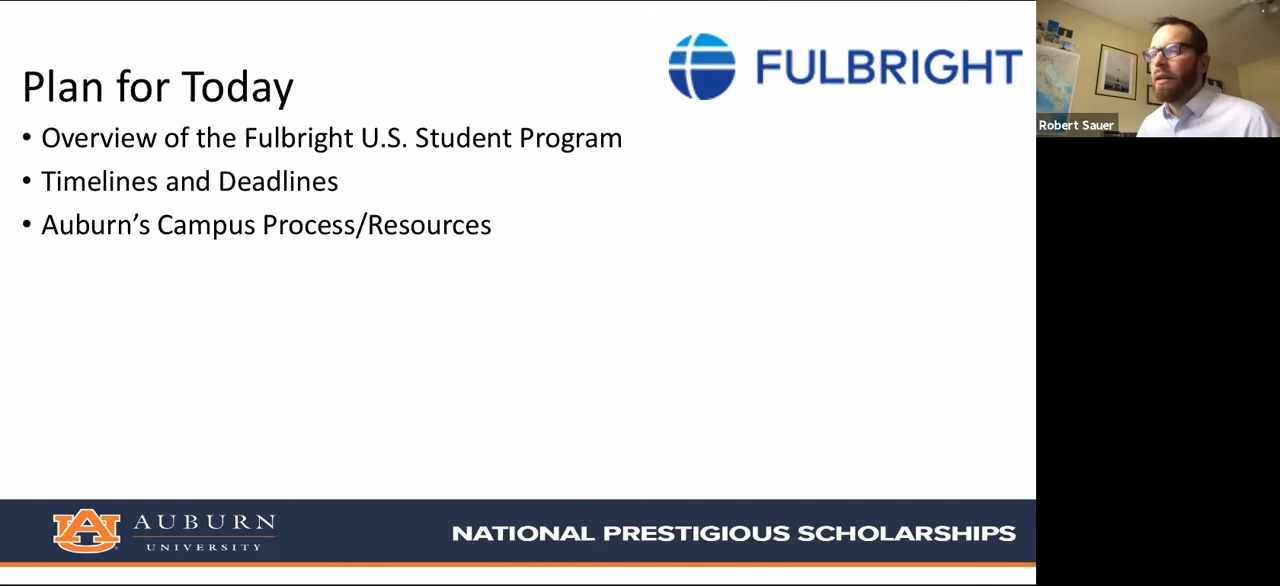 Plan for Today
FULBRIGHT
• Overview of the Fulbright U.S. Student Program
• Timelines and Deadlines
• Auburn’s Campus Process/Resources
Robert Sauer
AUBURN
UNIVERSITY
NATIONAL PRESTIGIOUS SCHOLARSHIPS